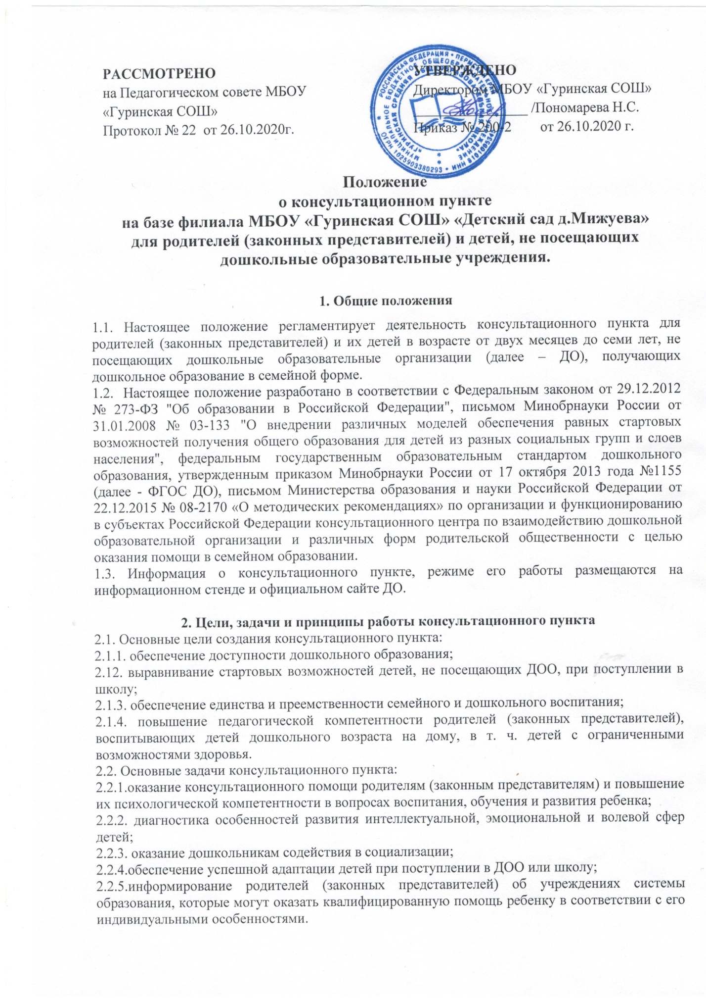 РАССМОТРЕНО
на Педагогическом совете МБОУ
«Гуринская СОШ»
Протокол № 22 от 26.10.2020г.
УТВЕРЖДЕНО
Директором МБОУ «Гуринская СОШ»
/Пономарева Н.С.
Приказ № 200-2 от 26.10.2020 г.
РОССИЙСКАЯ ФЕДЕРАЦИЯ • ПЕРМСКИЙ КРАЙ
ОГРН 1025903380293 • ИНН
МУНИЦИПАЛЬНОЕ БЮДЖЕТНОЕ ОБЩЕОБРАЗОВАТЕЛЬНОЕ УЧРЕЖДЕНИЕ
"ГУРИНСКАЯ СРЕДНЯЯ ОБЩЕОБРАЗОВАТЕЛЬНАЯ ШКОЛА"
Положение
о консультационном пункте
на базе филиала МБОУ «Гуринская СОШ» «Детский сад д.Мижуева»
для родителей (законных представителей) и детей, не посещающих
дошкольные образовательные учреждения.
1. Общие положения
1.1. Настоящее положение регламентирует деятельность консультационного пункта для
родителей (законных представителей) и их детей в возрасте от двух месяцев до семи лет, не
посещающих дошкольные образовательные организации (далее – ДО), получающих
дошкольное образование в семейной форме.
1.2. Настоящее положение разработано в соответствии с Федеральным законом от 29.12.2012
№ 273-ФЗ "Об образовании в Российской Федерации", письмом Минобрнауки России от
31.01.2008 № 03-133 "О внедрении различных моделей обеспечения равных стартовых
возможностей получения общего образования для детей из разных социальных групп и слоев
населения", федеральным государственным образовательным стандартом дошкольного
образования, утвержденным приказом Минобрнауки России от 17 октября 2013 года №1155
(далее - ФГОС ДО), письмом Министерства образования и науки Российской Федерации от
22.12.2015 № 08-2170 «О методических рекомендациях» по организации и функционированию
в субъектах Российской Федерации консультационного центра по взаимодействию дошкольной
образовательной организации и различных форм родительской общественности с целью
оказания помощи в семейном образовании.
1.3. Информация о консультационного пункте, режиме его работы размещаются на
информационном стенде и официальном сайте ДО.
2. Цели, задачи и принципы работы консультационного пункта
2.1. Основные цели создания консультационного пункта:
2.1.1. обеспечение доступности дошкольного образования;
2.12. выравнивание стартовых возможностей детей, не посещающих ДОО, при поступлении в
школу;
2.1.3. обеспечение единства и преемственности семейного и дошкольного воспитания;
2.1.4. повышение педагогической компетентности родителей (законных представителей),
воспитывающих детей дошкольного возраста на дому, в т. ч. детей с ограниченными
возможностями здоровья.
2.2. Основные задачи консультационного пункта:
2.2.1.оказание консультационного помощи родителям (законным представителям) и повышение
их психологической компетентности в вопросах воспитания, обучения и развития ребенка;
2.2.2. диагностика особенностей развития интеллектуальной, эмоциональной и волевой сфер
детей;
2.2.3. оказание дошкольникам содействия в социализации;
2.2.4.обеспечение успешной адаптации детей при поступлении в ДОО или школу;
2.2.5.информирование родителей (законных представителей) об учреждениях системы
образования, которые могут оказать квалифицированную помощь ребенку в соответствии с его
индивидуальными особенностями.